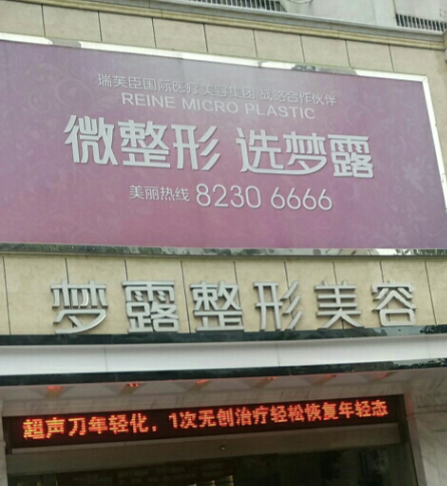 瑞芙臣国际医疗美容集团 战略合作伙伴
REINE MICRO PLASTIC
微整形 选梦露
美丽热线 8230 6666
梦露整形美容
超声刀年轻化，1次无创治疗轻松恢复年轻态